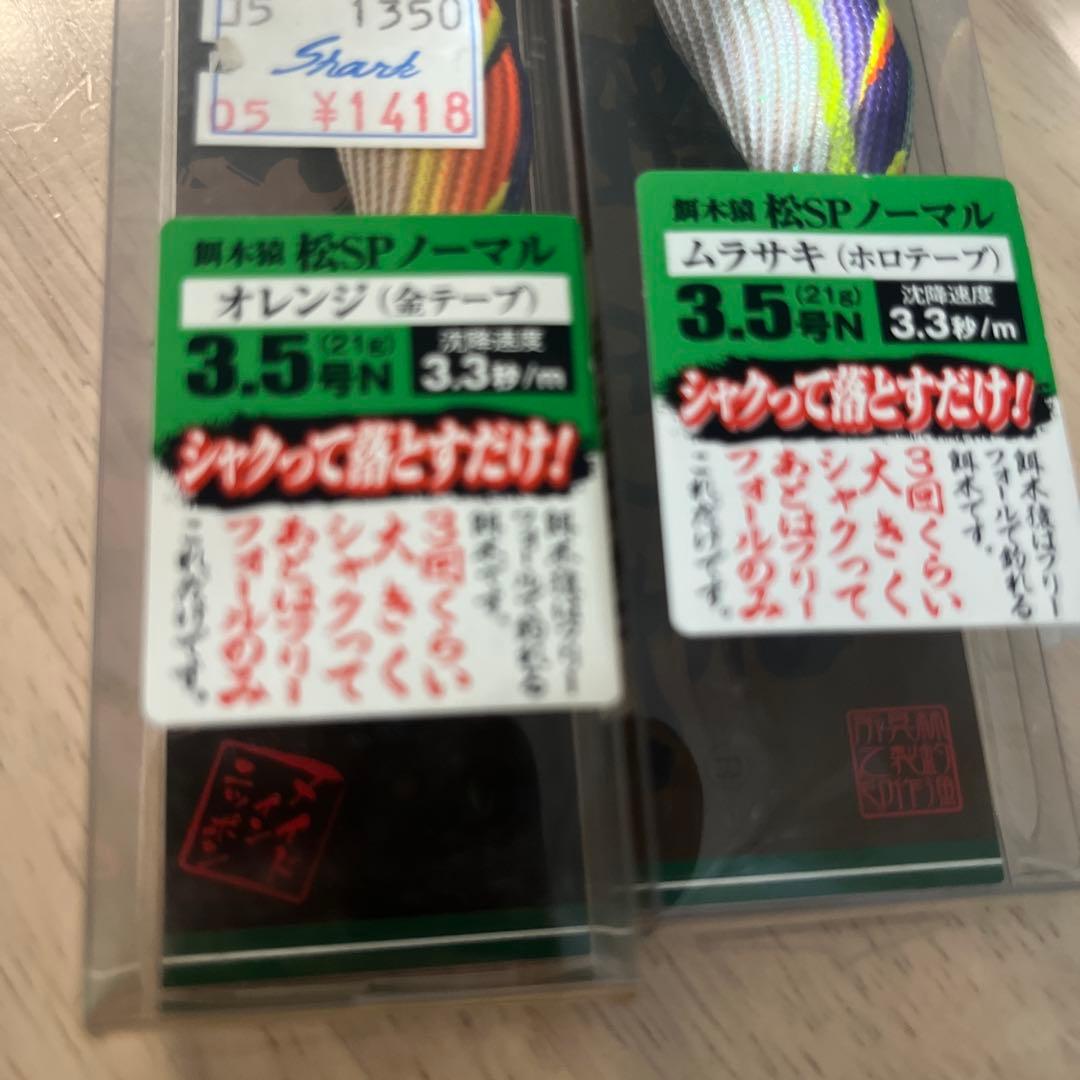 05 1350
Shark
05 ¥1418
餌木猿 松SPノーマル
オレンジ(金テープ)
3.5号N
(21g)
沈降速度
3.3秒/m
シャクって落とすだけ!
餌木猿はフリー
フォールで釣れる
餌木です。
3回くらい
大きく
シャクって
あとはフリー
フォールのみ
これだけです。
メイド
イン
ニッポン
餌木猿 松SPノーマル
ムラサキ(ホロテープ)
3.5号N
(21g)
沈降速度
3.3秒/m
シャクって落とすだけ!
餌木猿はフリー
フォールで釣れる
餌木です。
3回くらい
大きく
シャクって
あとはフリー
フォールのみ
これだけです。